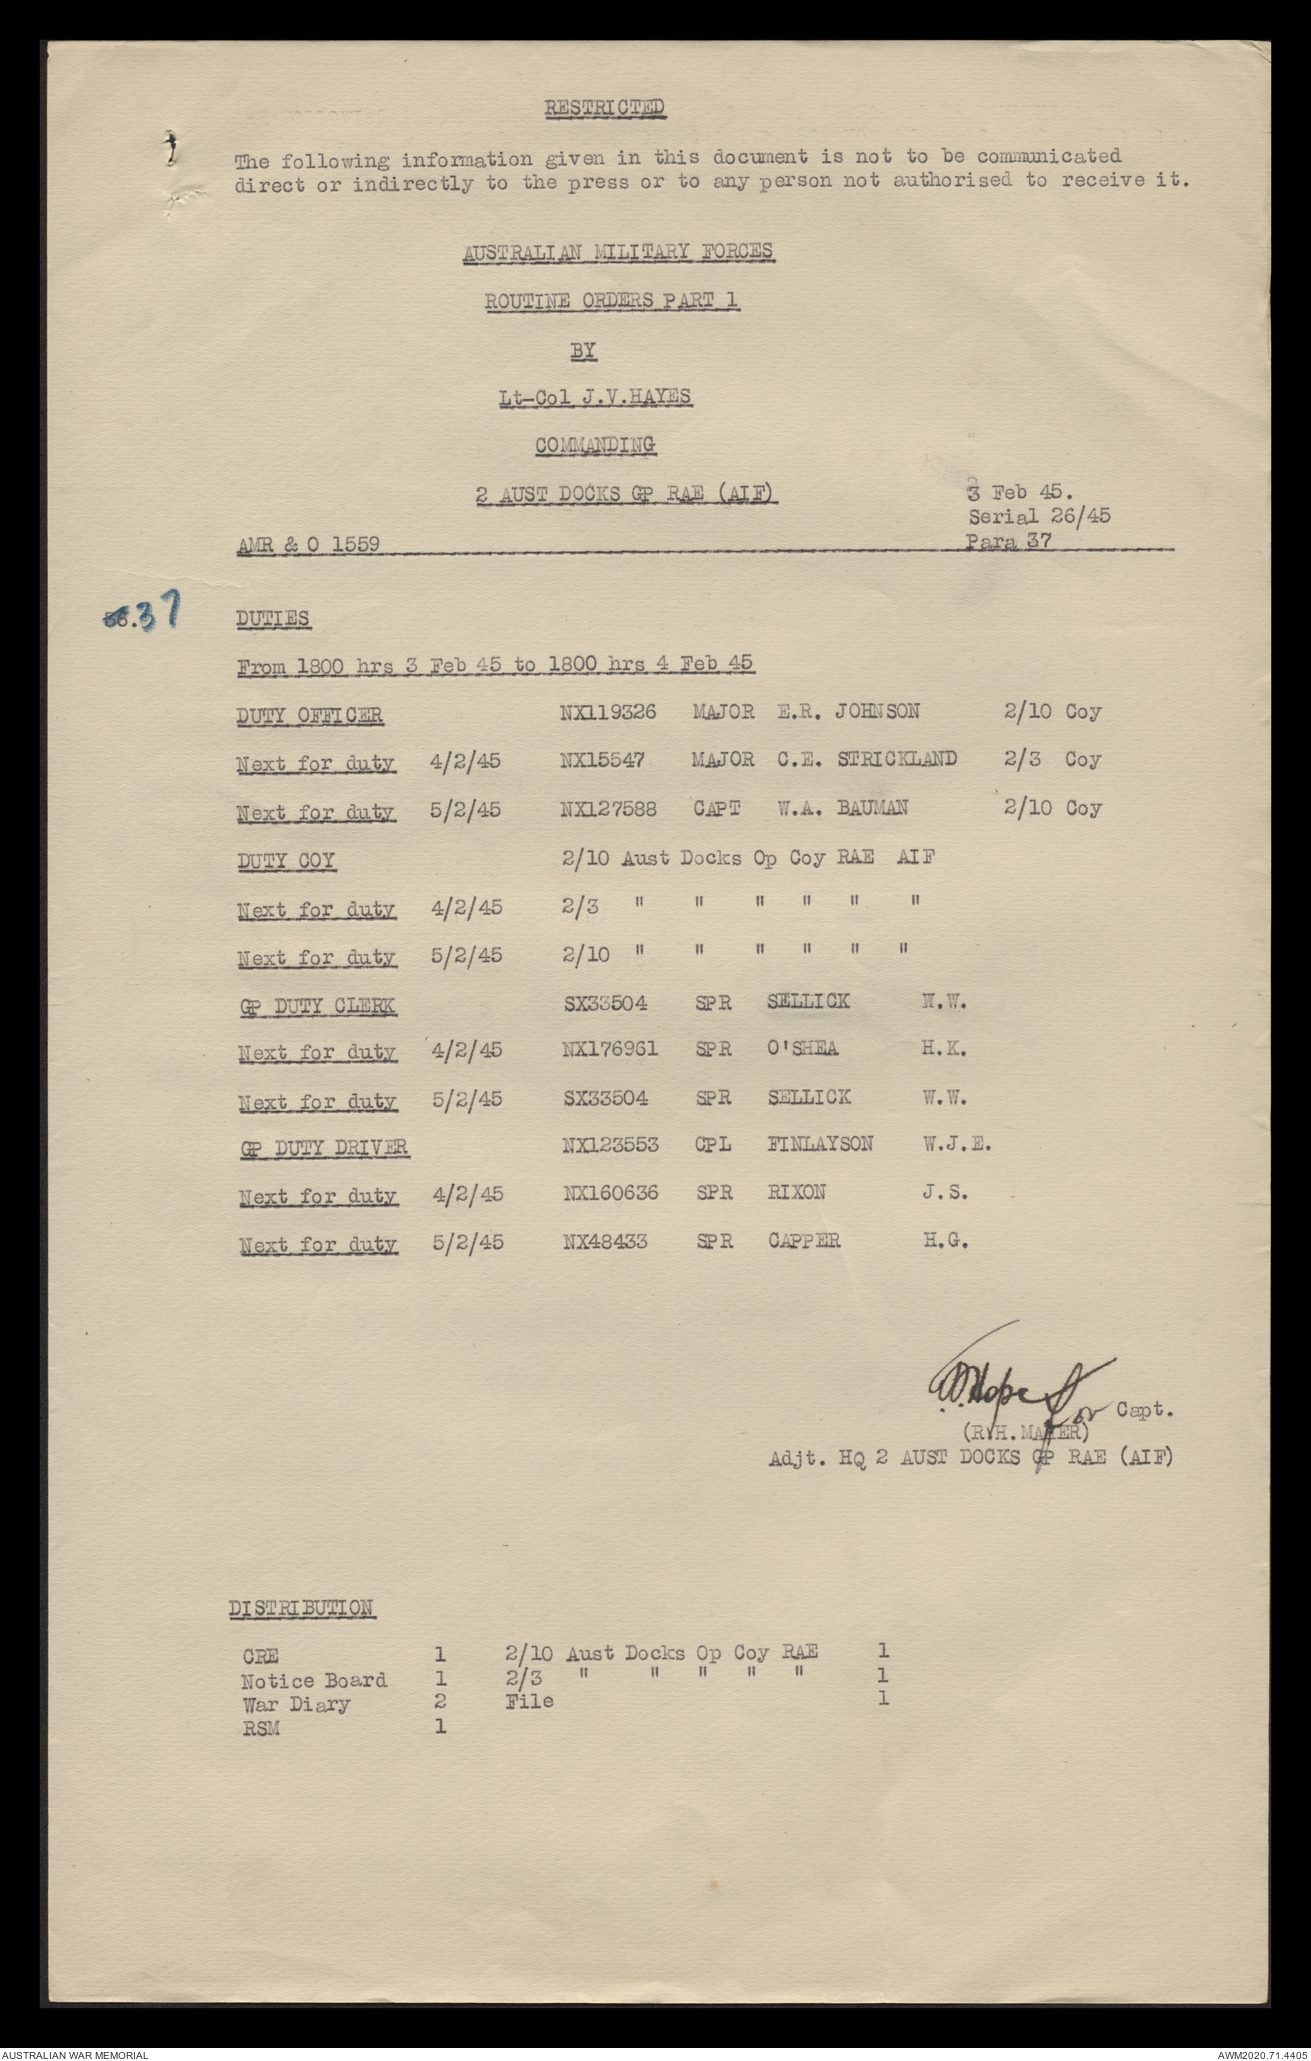 RESTRICTED
The following information given in this document is not to be communicated
direct or indirectly to the press or to any person not authorised to receive it.
AUSTRALIAN MILITARY FORCES
ROUTINE ORDERS PART 1
BY
Lt-Col J.V.HAYES
COMMANDING
2 AUST DOCKS GP RAE (AIF)
3 Feb 45.
Serial 26/45
AMR & O 1559 Para 37
37 DUTIES
From 1800 hrs 3 Feb 45 to 1800 hrs 4 Feb 45
DUTY OFFICER NX119326 MAJOR E.R. JOHNSON 2/10 Coy
Next for duty 4/2/45 NX15547 MAJOR C.E. STRICKLAND 2/3 Coy
Next for duty 5/2/45 NX127588 CAPT W.A. BAUMAN 2/10 Coy
DUTY COY 2/10 Aust Docks Op Coy RAE AIF
Next for duty 4/2/45 2/3 " " " " " "
Next for duty 5/2/45 2/10 " " " " " "
GP DUTY CLERK SX33504 SPR SELLICK W.W.
Next for duty 4/2/45 NX176961 SPR O'SHEA H.K.
Next for duty 5/2/45 SX33504 SPR SELLICK W.W.
GP DUTY DRIVER NX123553 CPL FINLAYSON W.J.E.
Next for duty 4/2/45 NX160636 SPR RIXON J.S.
Next for duty 5/2/45 NX48433 SPR CAPPER H.G.
Hope for Capt.
(R.H.MAHER)
Adjt. HQ 2 AUST DOCKS GP RAE (AIF)
DISTRIBUTION
CRE 1 2/10 Aust Docks Op Coy RAE 1
Notice Board 1 2/3 " " " " " 1
War Diary 2 File 1
RSM 1
AUSTRALIAN WAR MEMORIAL AWM2020.71.4405